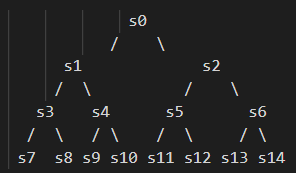 s0
/ \
s1 s2
/ \ / \
s3 s4 s5 s6
/ \ / \ / \ / \
s7 s8 s9 s10 s11 s12 s13 s14